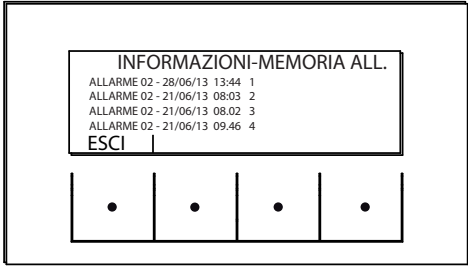 INFORMAZIONI-MEMORIA ALL.
ALLARME 02 - 28/06/13 13:44 1
ALLARME 02 - 21/06/13 08:03 2
ALLARME 02 - 21/06/13 08.02 3
ALLARME 02 - 21/06/13 09.46 4
ESCI